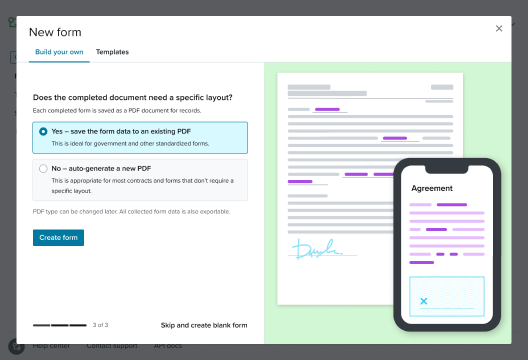 New form
Build your own
Templates
Does the completed document need a specific layout?
Each completed form is saved as a PDF document for records.
Yes – save the form data to an existing PDF
This is ideal for government and other standardized forms.
No – auto-generate a new PDF
This is appropriate for most contracts and forms that don't require a
specific layout.
PDF type can be changed later. All collected form data is also exportable.
Create form
3 of 3
Skip and create blank form
Agreement
Help center
Contact support
API docs